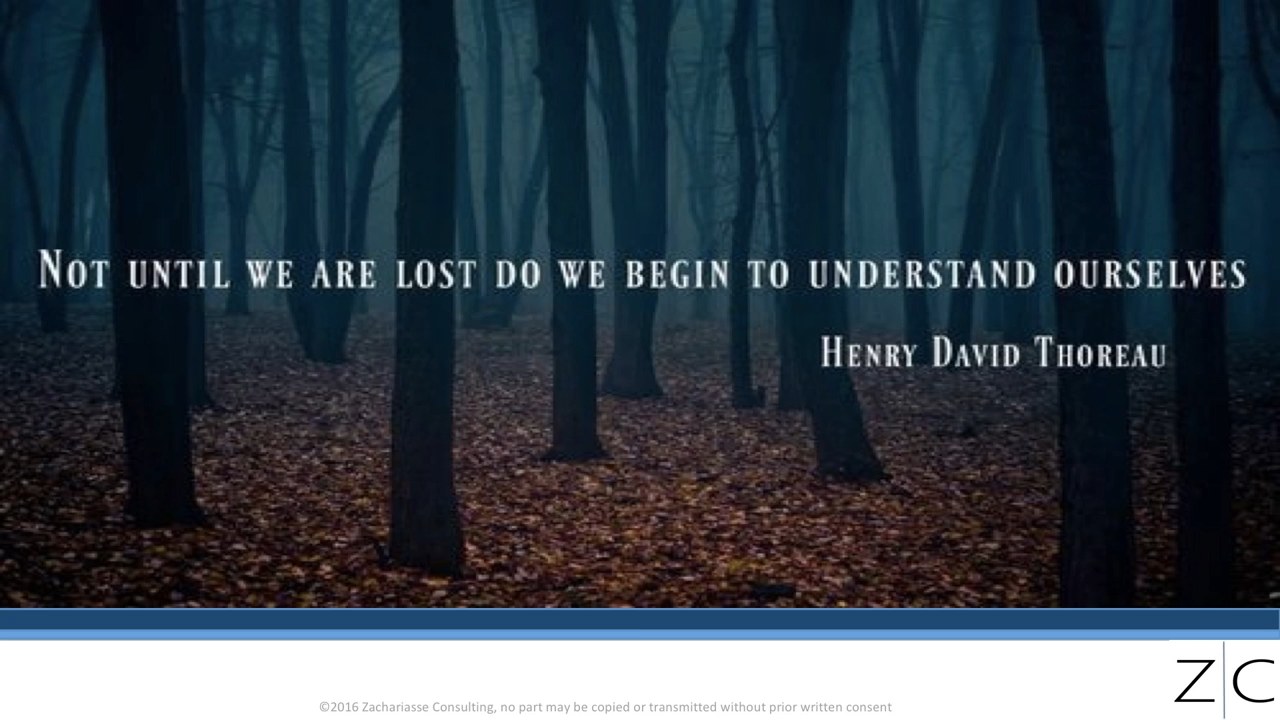 Not until we are lost do we begin to understand ourselves
Henry David Thoreau
Z|C
©2016 Zachariasse Consulting, no part may be copied or transmitted without prior written consent